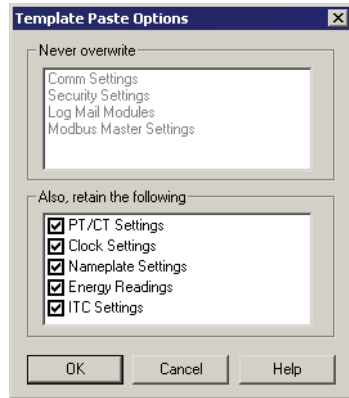 Template Paste Options
Never overwrite
Comm Settings
Security Settings
Log Mail Modules
Modbus Master Settings
Also, retain the following
PT/CT Settings
Clock Settings
Nameplate Settings
Energy Readings
ITC Settings
OK Cancel Help